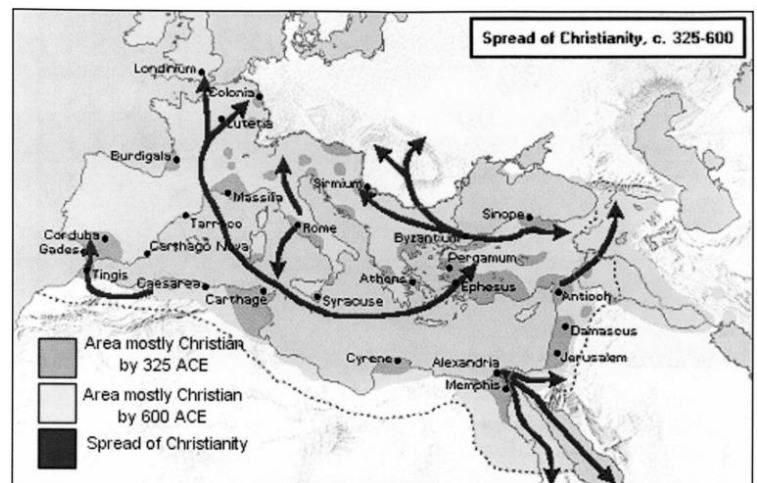 Spread of Christianity, c. 325-600
Londinium
Colonia
Lutetia
Burdigala
Sirmium
Massilia
Sinope
Tarraco
Rome
Byzantium
Corduba
Gades
Carthago Nova
Pergamum
Tingis
Caesarea
Athens
Ephesus
Carthage
Syracuse
Antioch
Damascus
Cyrene
Alexandria
Jerusalem
Memphis
Area mostly Christian
by 325 ACE
Area mostly Christian
by 600 ACE
Spread of Christianity